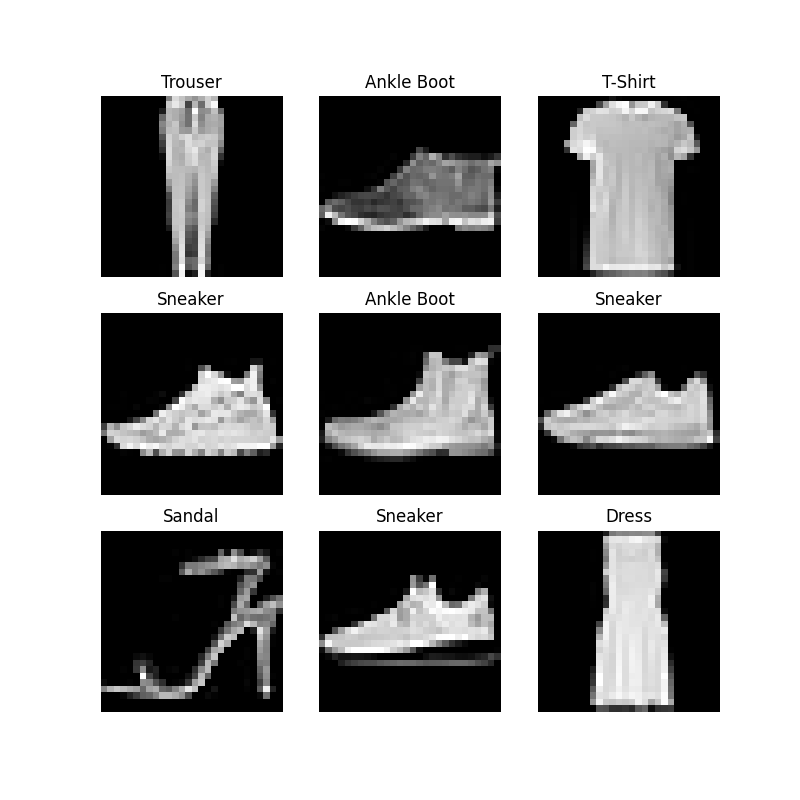 Trouser
Ankle Boot
T-Shirt
Sneaker
Ankle Boot
Sneaker
Sandal
Sneaker
Dress